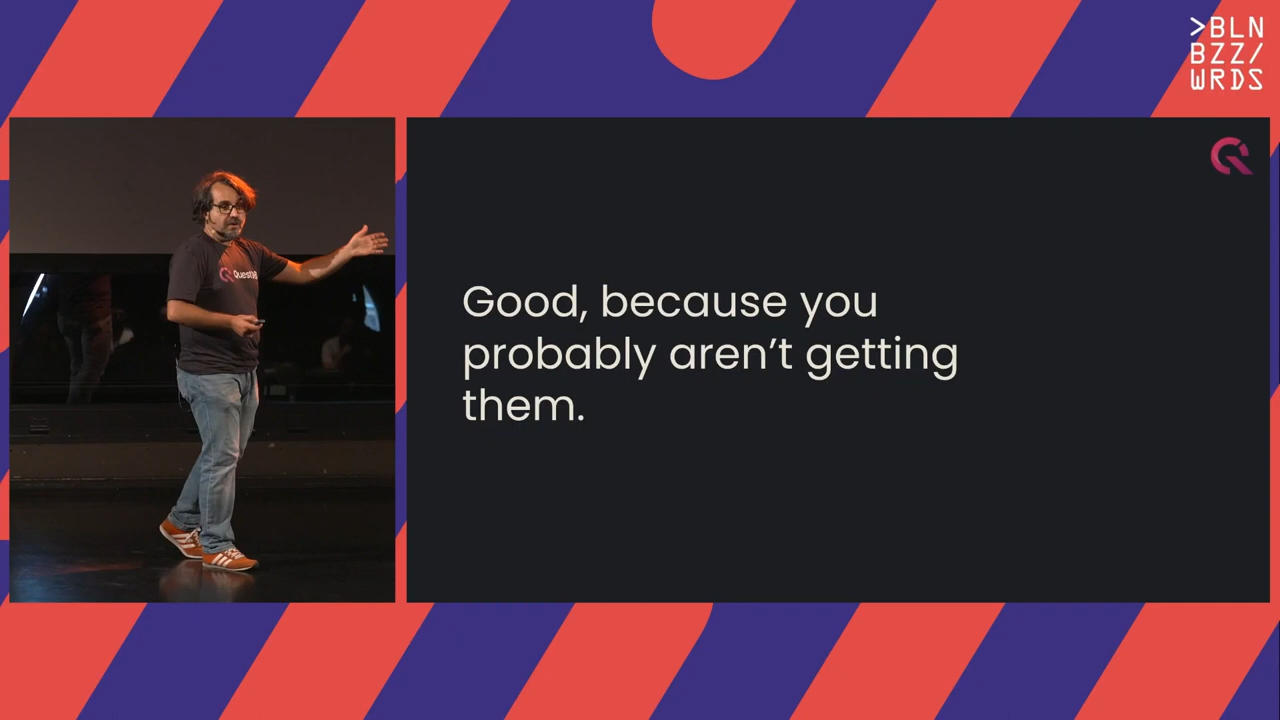 >BLN
BZZ/
WRDS
Good, because you
probably aren’t getting
them.